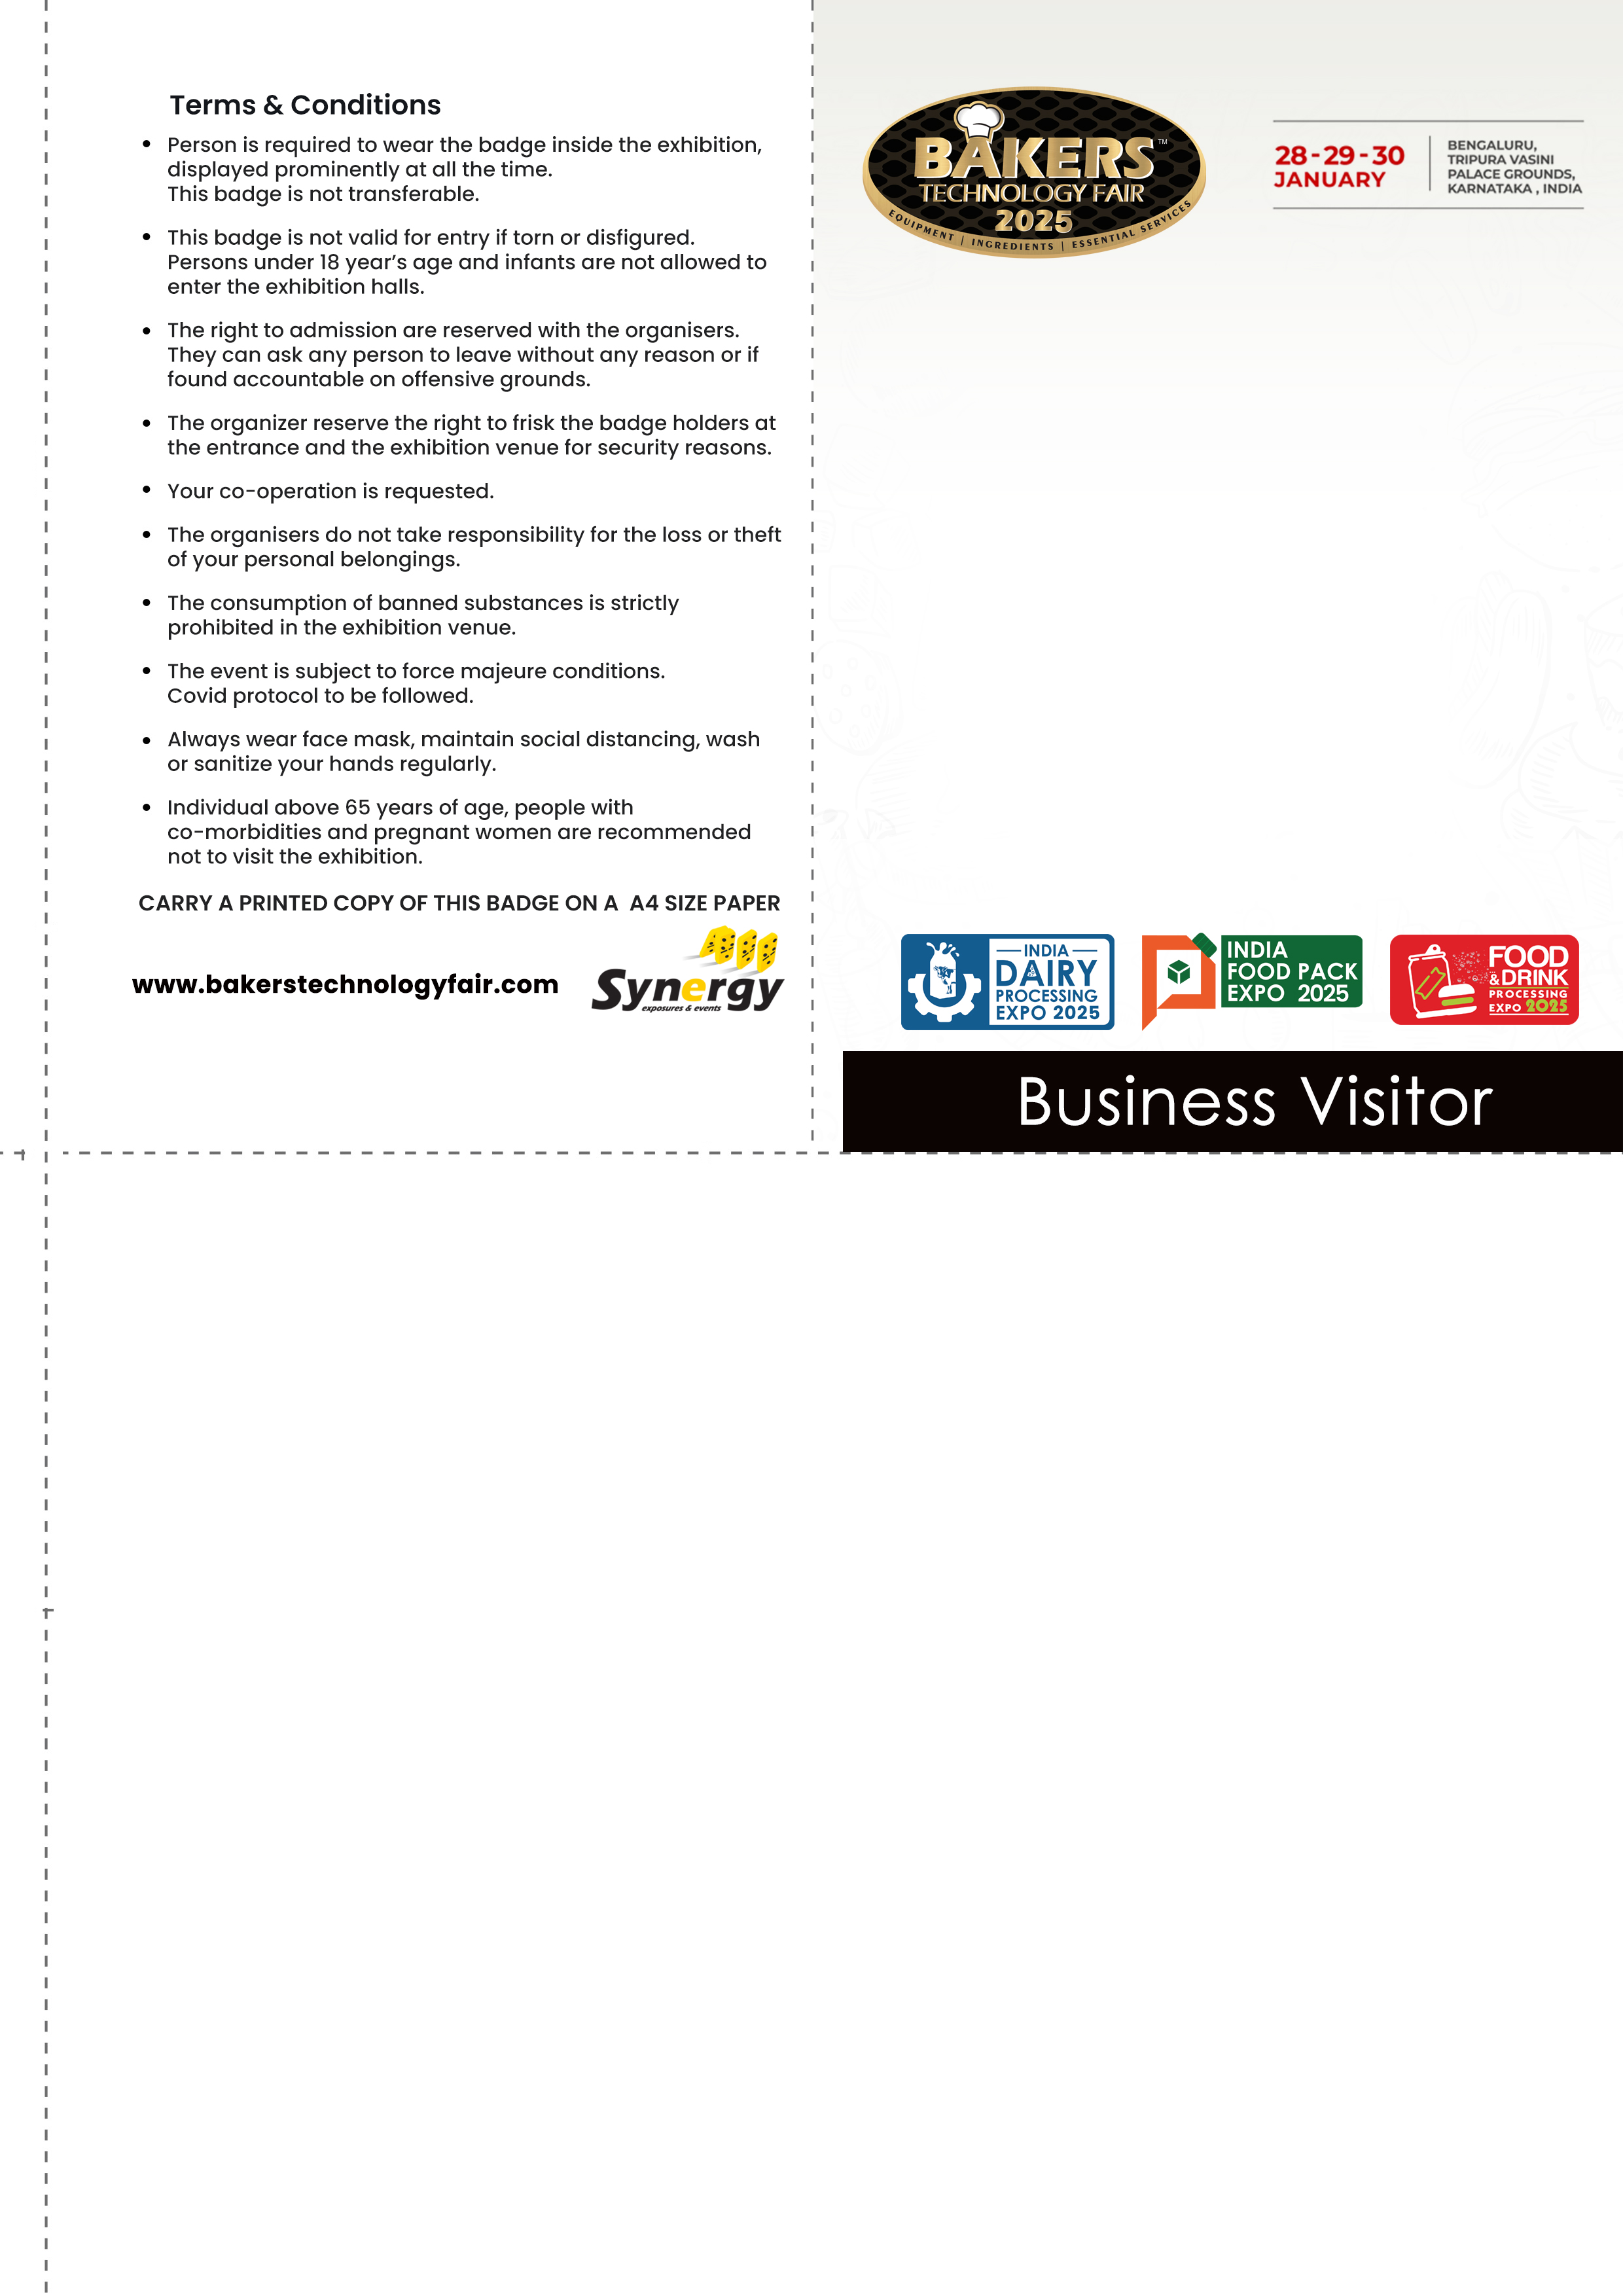 Terms & Conditions
• Person is required to wear the badge inside the exhibition,
displayed prominently at all the time.
This badge is not transferable.
• This badge is not valid for entry if torn or disfigured.
Persons under 18 year's age and infants are not allowed to
enter the exhibition halls.
• The right to admission are reserved with the organisers.
They can ask any person to leave without any reason or if
found accountable on offensive grounds.
• The organizer reserve the right to frisk the badge holders at
the entrance and the exhibition venue for security reasons.
• Your co-operation is requested.
• The organisers do not take responsibility for the loss or theft
of your personal belongings.
• The consumption of banned substances is strictly
prohibited in the exhibition venue.
• The event is subject to force majeure conditions.
Covid protocol to be followed.
• Always wear face mask, maintain social distancing, wash
or sanitize your hands regularly.
• Individual above 65 years of age, people with
co-morbidities and pregnant women are recommended
not to visit the exhibition.
CARRY A PRINTED COPY OF THIS BADGE ON A A4 SIZE PAPER
www.bakerstechnologyfair.com
Synergy
exposures & events
BAKERS™
TECHNOLOGY FAIR
2025
EQUIPMENT | INGREDIENTS | ESSENTIAL SERVICES
28-29-30
JANUARY
BENGALURU,
TRIPURA VASINI
PALACE GROUNDS,
KARNATAKA , INDIA
INDIA
DAIRY
PROCESSING
EXPO 2025
INDIA
FOOD PACK
EXPO 2025
FOOD
&DRINK
PROCESSING
EXPO 2025
Business Visitor